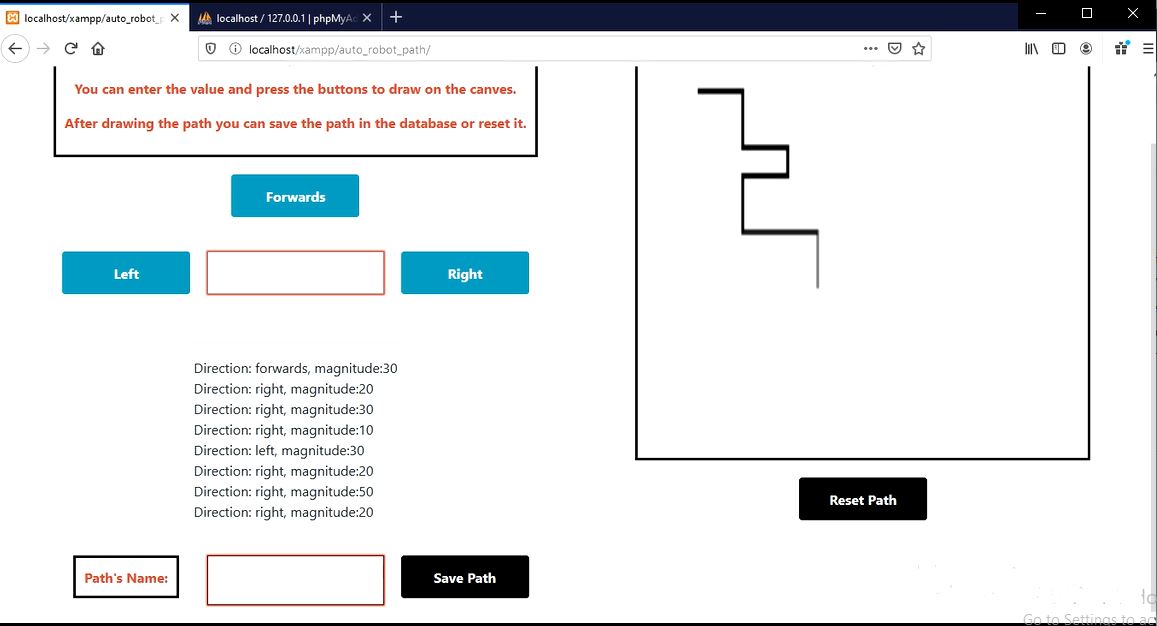 localhost/xampp/auto_robot_p
localhost / 127.0.0.1 | phpMyAd
localhost/xampp/auto_robot_path/
You can enter the value and press the buttons to draw on the canves.
After drawing the path you can save the path in the database or reset it.
Forwards
Left
Right
Direction: forwards, magnitude:30
Direction: right, magnitude:20
Direction: right, magnitude:30
Direction: right, magnitude:10
Direction: left, magnitude:30
Direction: right, magnitude:20
Direction: right, magnitude:50
Direction: right, magnitude:20
Reset Path
Path's Name:
Save Path
Go to Settings to ac